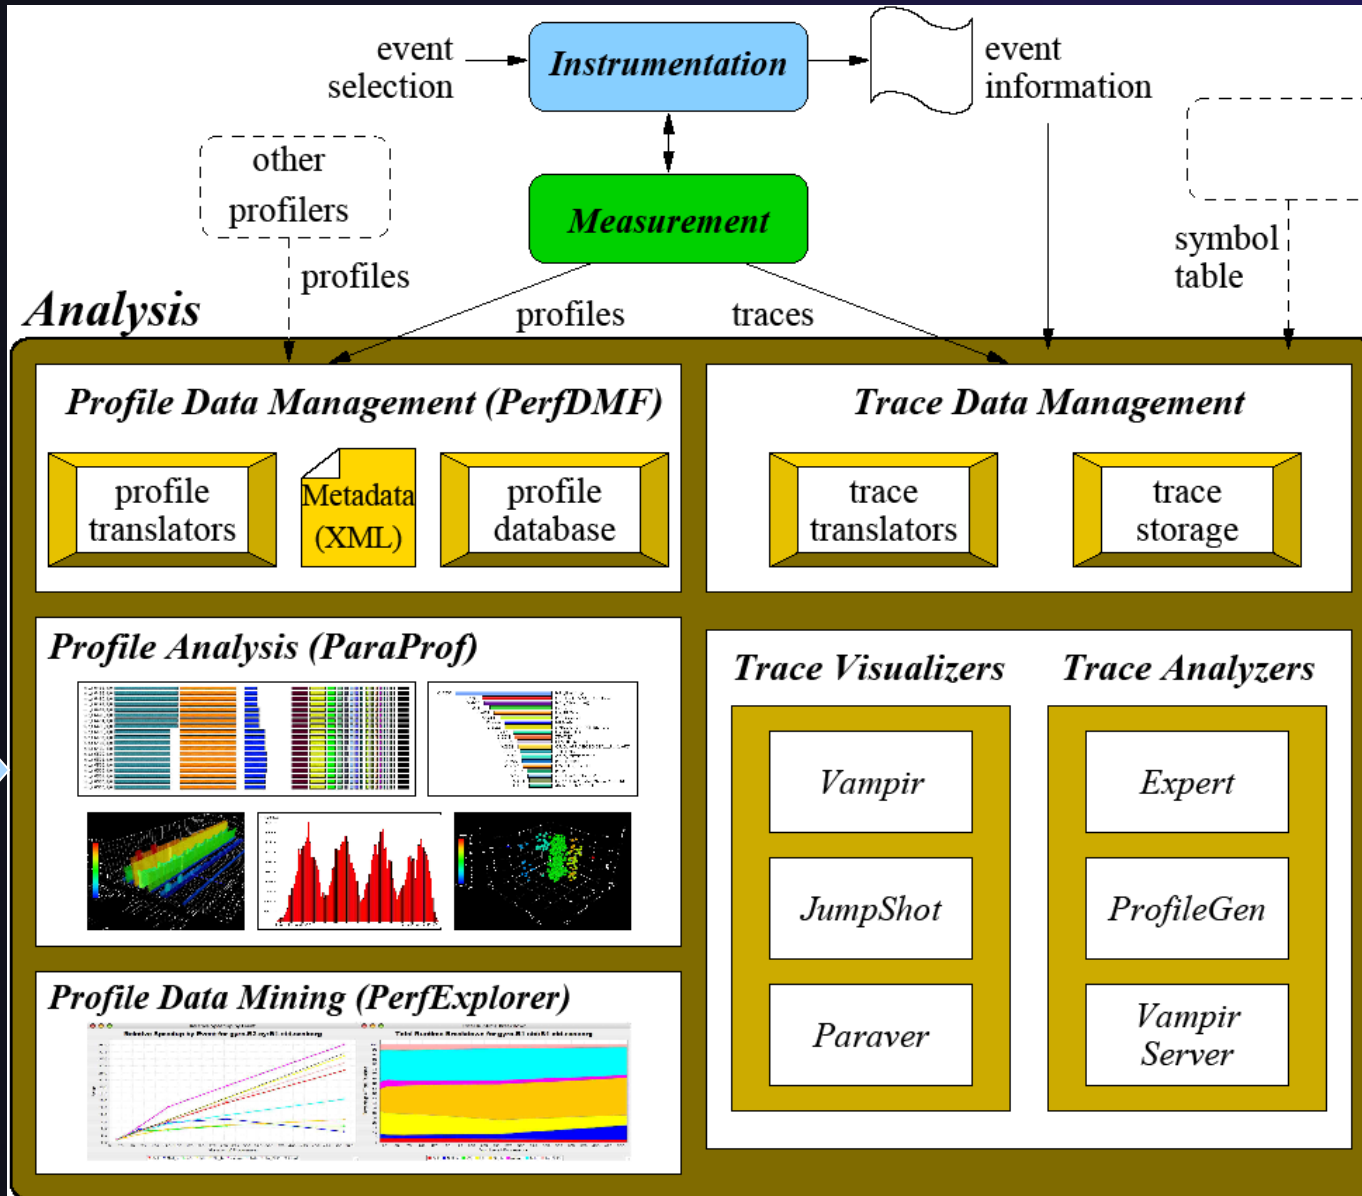 event
selection
Instrumentation
event
information
other
profilers
Measurement
symbol
table
profiles
Analysis
profiles
traces
Profile Data Management (PerfDMF)
Trace Data Management
profile
translators
Metadata
(XML)
profile
database
trace
translators
trace
storage
Profile Analysis (ParaProf)
Trace Visualizers
Trace Analyzers
Vampir
Expert
JumpShot
ProfileGen
Profile Data Mining (PerfExplorer)
Paraver
Vampir
Server